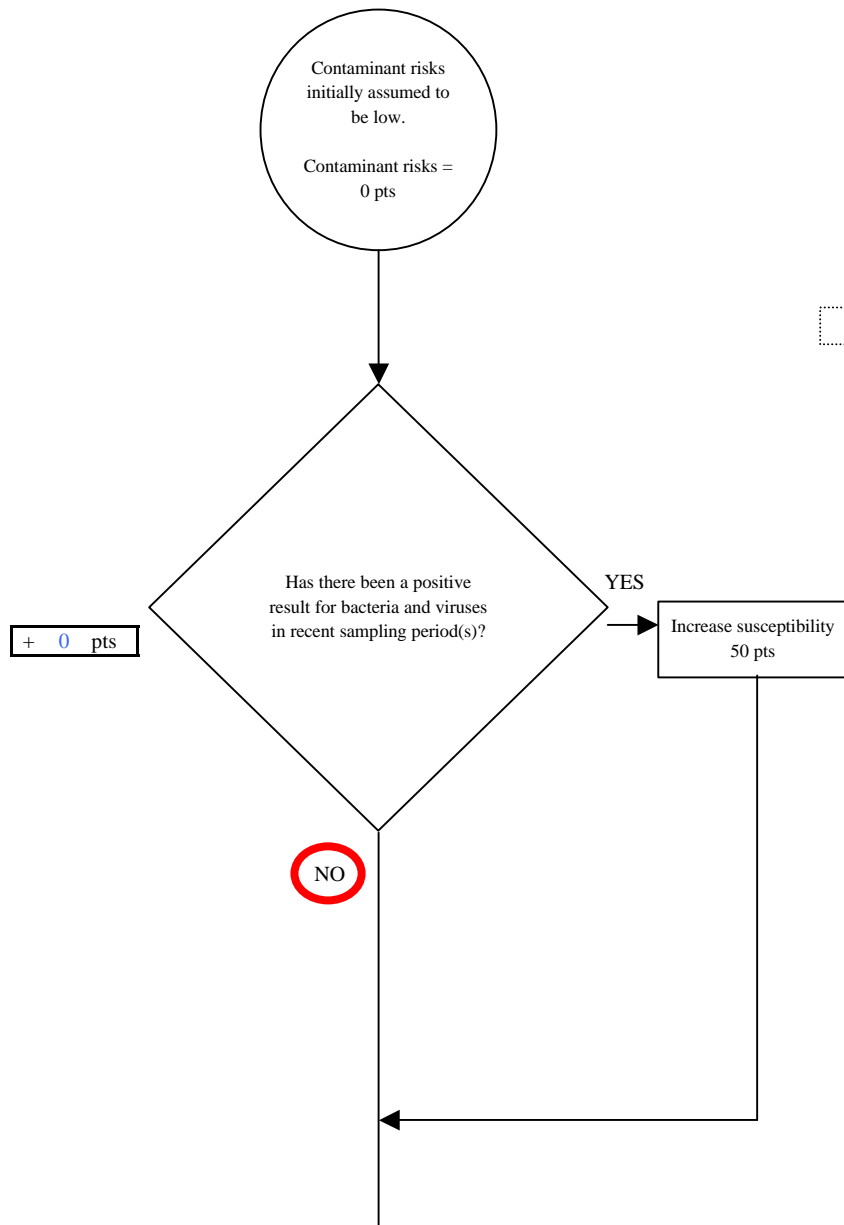 Contaminant risks
initially assumed to
be low.
Contaminant risks =
0 pts
Has there been a positive
result for bacteria and viruses
in recent sampling period(s)?
YES
+ 0 pts
Increase susceptibility
50 pts
NO